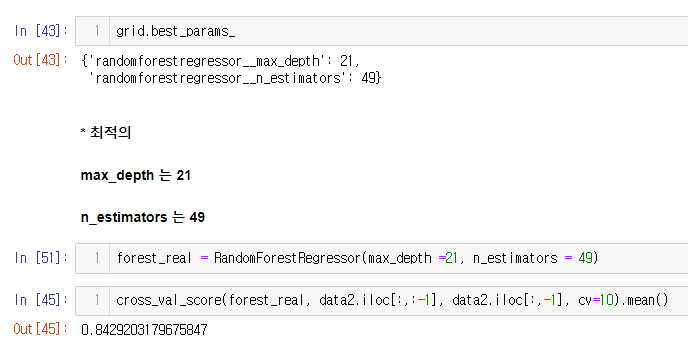 In [43]: 1 grid.best_params_
Out[43]: {'randomforestregressor__max_depth': 21,
'randomforestregressor__n_estimators': 49}
* 최적의
max_depth 는 21
n_estimators 는 49
In [51]: 1 forest_real = RandomForestRegressor(max_depth =21, n_estimators = 49)
In [45]: 1 cross_val_score(forest_real, data2.iloc[:,:-1], data2.iloc[:,-1], cv=10).mean()
Out[45]: 0.8429203179675847